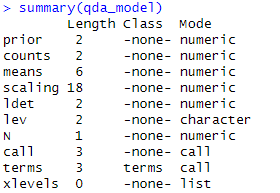 > summary(qda_model)
Length Class Mode
prior 2 -none- numeric
counts 2 -none- numeric
means 6 -none- numeric
scaling 18 -none- numeric
ldet 2 -none- numeric
lev 2 -none- character
N 1 -none- numeric
call 3 -none- call
terms 3 terms call
xlevels 0 -none- list